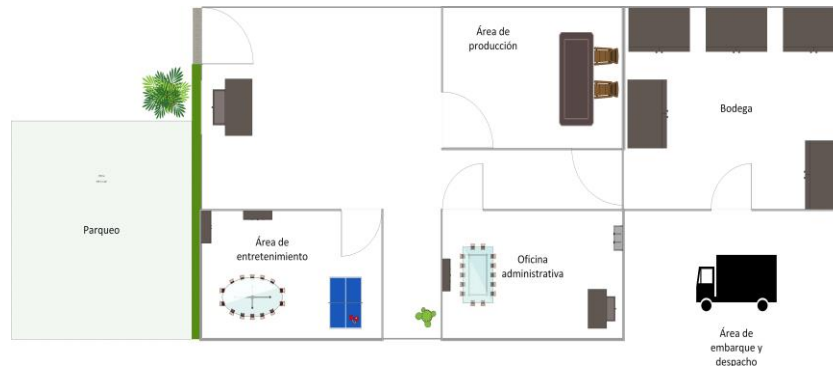 Área de
producción
Bodega
Parqueo
Área de
entretenimiento
Oficina
administrativa
Área de
embarque y
despacho